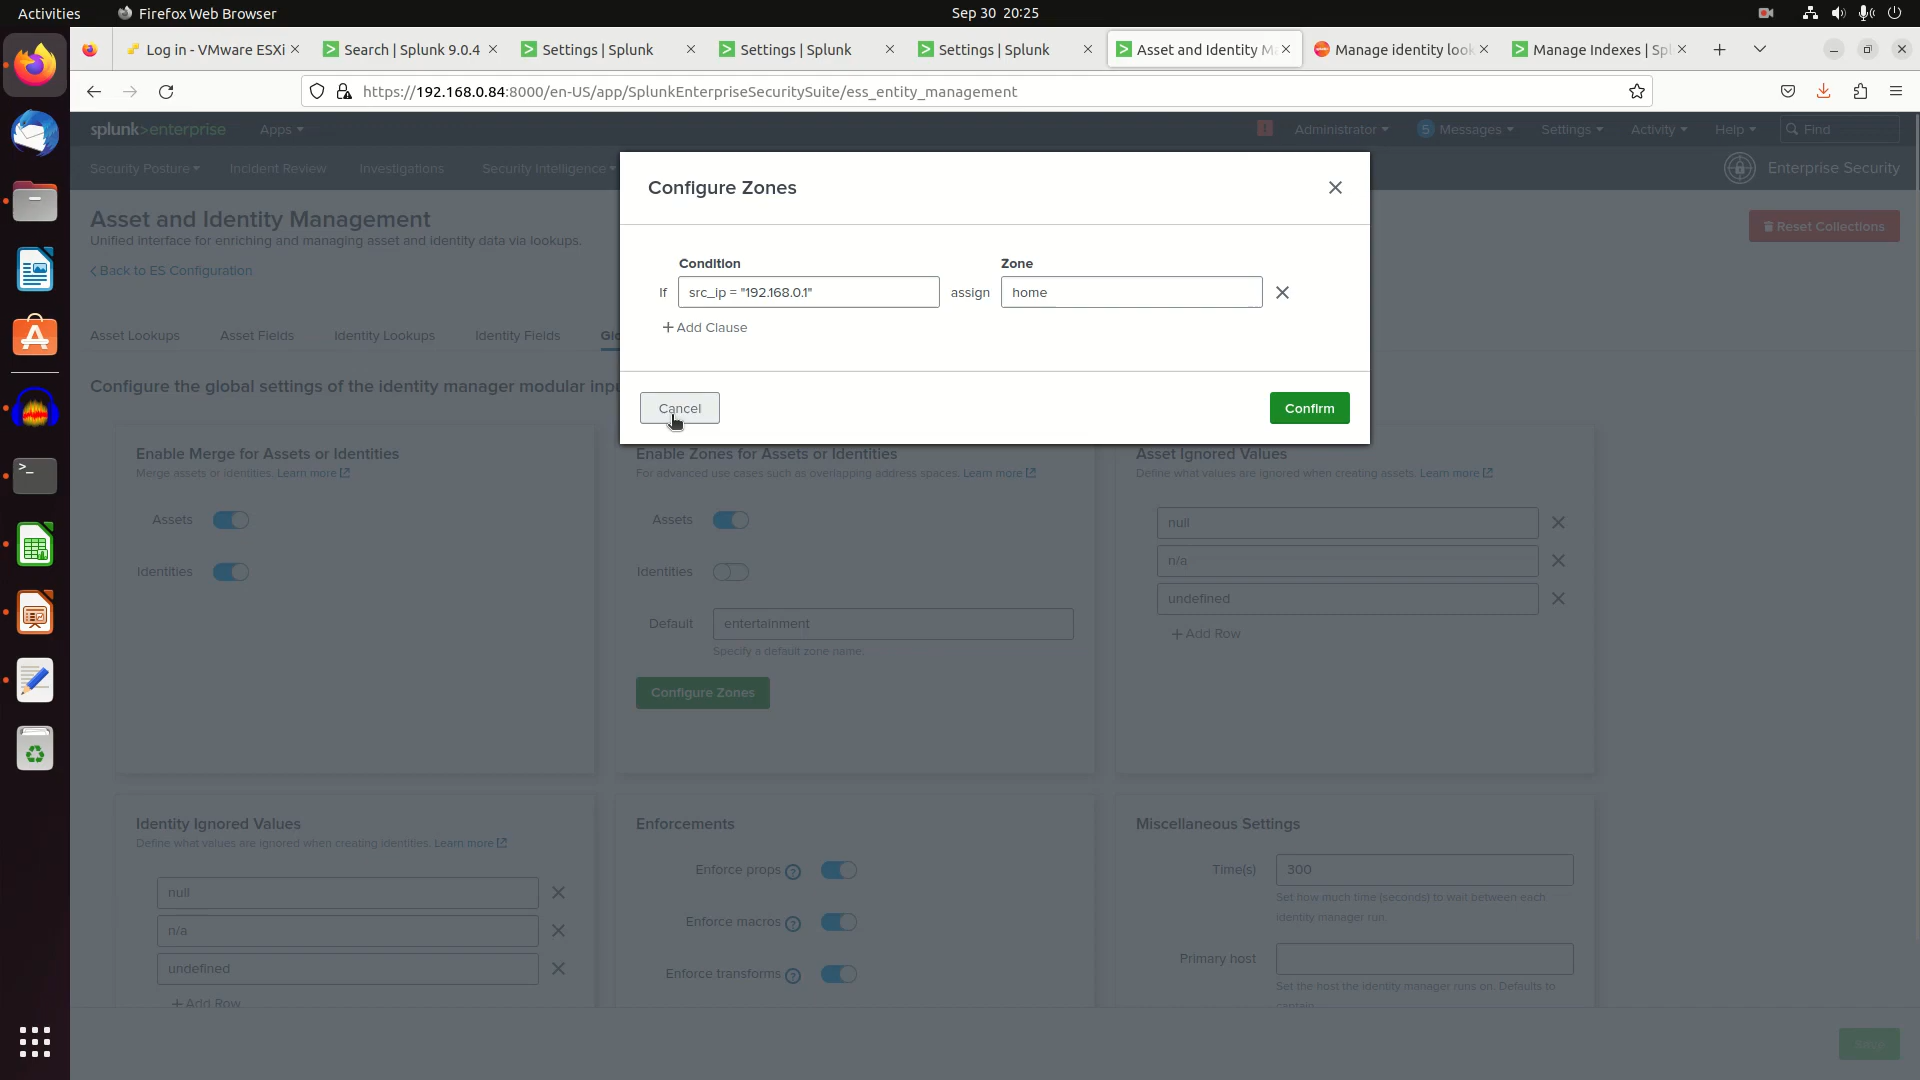 Activities
Firefox Web Browser
Sep 30 20:25
Log in - VMware ESXi
Search | Splunk 9.0.4
Settings | Splunk
Settings | Splunk
Settings | Splunk
Asset and Identity M
Manage identity look
Manage Indexes | Spl
https://192.168.0.84:8000/en-US/app/SplunkEnterpriseSecuritySuite/ess_entity_management
splunk>enterprise
Apps
Administrator
5 Messages
Settings
Activity
Help
Find
Security Posture
Incident Review
Investigations
Security Intelligence
Enterprise Security
Configure Zones
Asset and Identity Management
Unified interface for enriching and managing asset and identity data via lookups.
Reset Collections
Back to ES Configuration
Condition
Zone
If
src_ip = "192.168.0.1"
assign
home
+ Add Clause
Asset Lookups
Asset Fields
Identity Lookups
Identity Fields
Glo
Configure the global settings of the identity manager modular inpu
Cancel
Confirm
Enable Merge for Assets or Identities
Merge assets or identities. Learn more
Assets
Identities
Enable Zones for Assets or Identities
For advanced use cases such as overlapping address spaces. Learn more
Assets
Identities
Default
entertainment
Specify a default zone name.
Configure Zones
Asset Ignored Values
Define what values are ignored when creating assets. Learn more
null
n/a
undefined
+ Add Row
Identity Ignored Values
Define what values are ignored when creating identities. Learn more
null
n/a
undefined
+ Add Row
Enforcements
Enforce props ?
Enforce macros ?
Enforce transforms ?
Miscellaneous Settings
Time(s)
300
Set how much time (seconds) to wait between each
identity manager run.
Primary host
Set the host the identity manager runs on. Defaults to
captain.